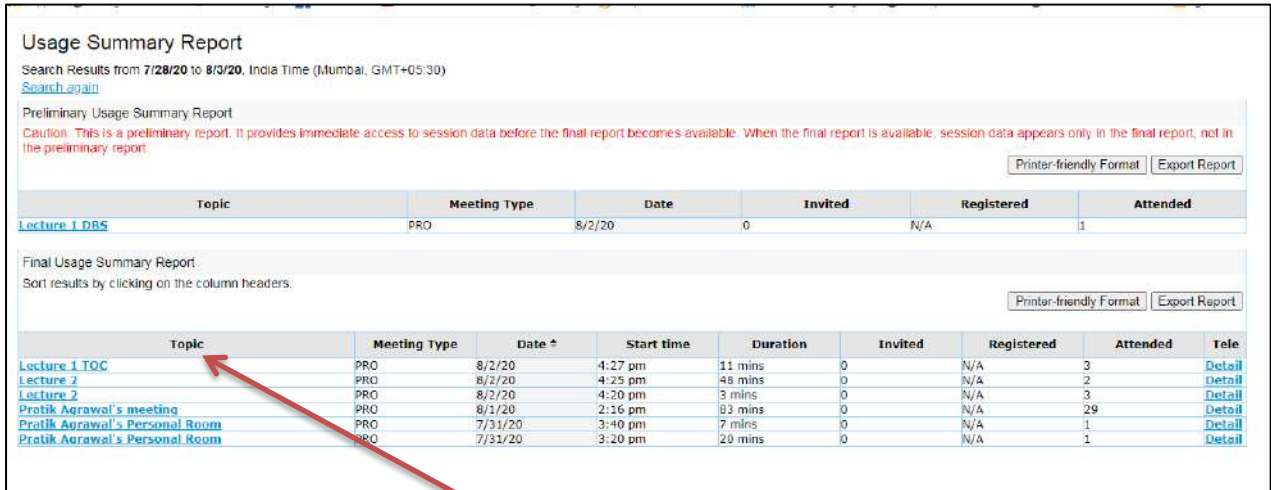 Usage Summary Report
Search Results from 7/28/20 to 8/3/20, India Time (Mumbai, GMT+05:30)
Search again
Preliminary Usage Summary Report
Caution: This is a preliminary report. It provides immediate access to session data before the final report becomes available. When the final report is available, session data appears only in the final report, not in
the preliminary report
Printer-friendly Format Export Report
Topic Meeting Type Date Invited Registered Attended
Lecture 1 DBS PRO 8/2/20 0 N/A 1
Final Usage Summary Report
Sort results by clicking on the column headers.
Printer-friendly Format Export Report
Topic Meeting Type Date Start time Duration Invited Registered Attended Tele
Lecture 1 TOC PRO 8/2/20 4:27 pm 11 mins 0 N/A 3 Detail
Lecture 2 PRO 8/2/20 4:25 pm 48 mins 0 N/A 2 Detail
Lecture 2 PRO 8/2/20 4:20 pm 3 mins 0 N/A 3 Detail
Pratik Agrawal's meeting PRO 8/1/20 2:16 pm 83 mins 0 N/A 29 Detail
Pratik Agrawal's Personal Room PRO 7/31/20 3:40 pm 7 mins 0 N/A 1 Detail
Pratik Agrawal's Personal Room PRO 7/31/20 3:20 pm 20 mins 0 N/A 1 Detail